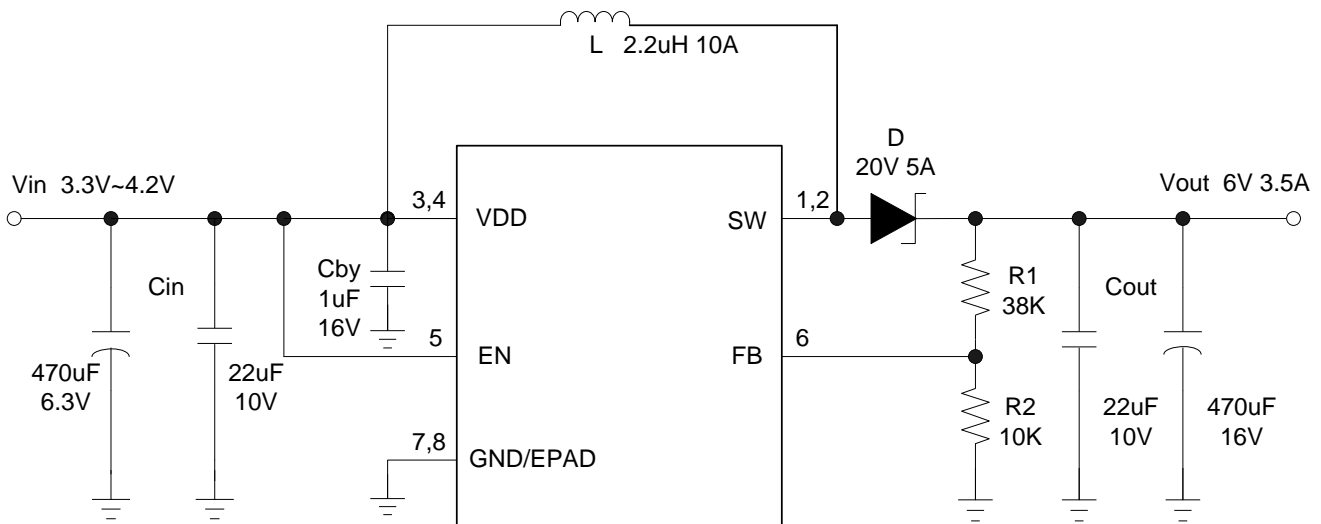 L 2.2uH 10A
D
20V 5A
Vin 3.3V~4.2V
Vout 6V 3.5A
3,4
VDD
SW
1,2
Cin
Cby
1uF
16V
R1
38K
Cout
5
EN
FB
6
470uF
6.3V
22uF
10V
R2
10K
22uF
10V
470uF
16V
7,8
GND/EPAD